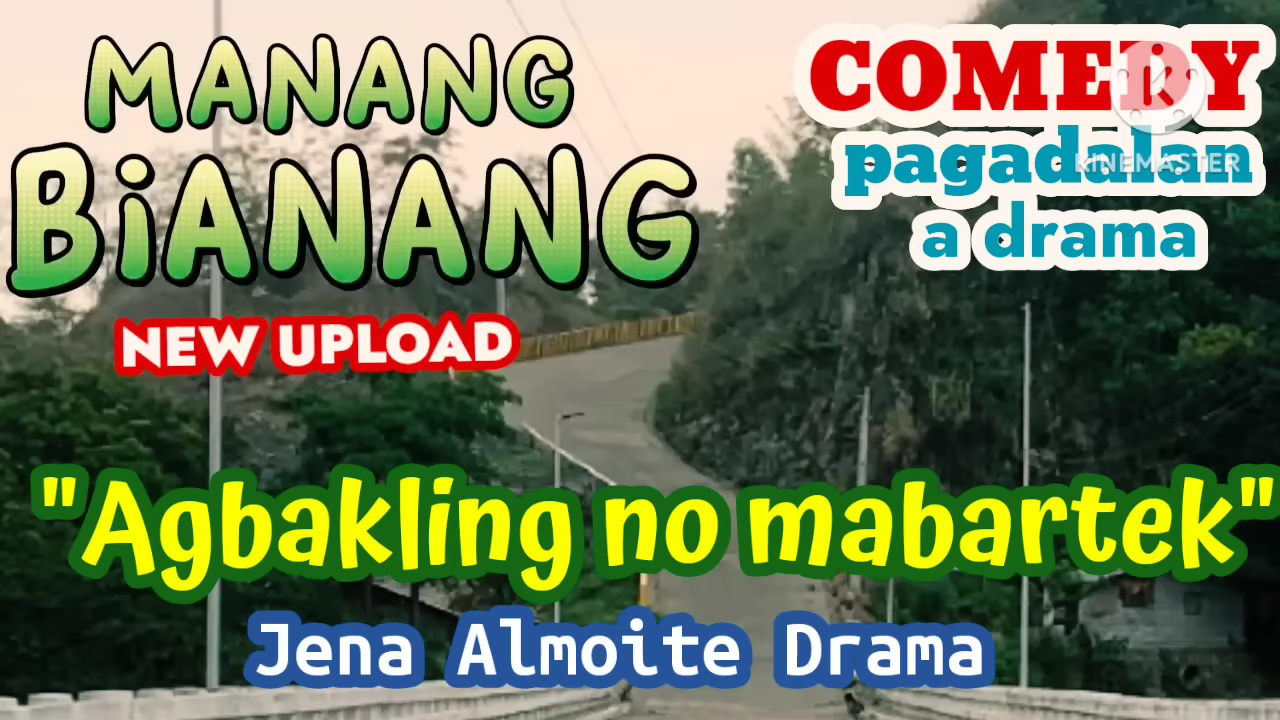 MANANG
BiANANG
NEW UPLOAD
COMEDY
pagadalan
a drama
KINEMASTER
"Agbakling no mabartek"
Jena Almoite Drama